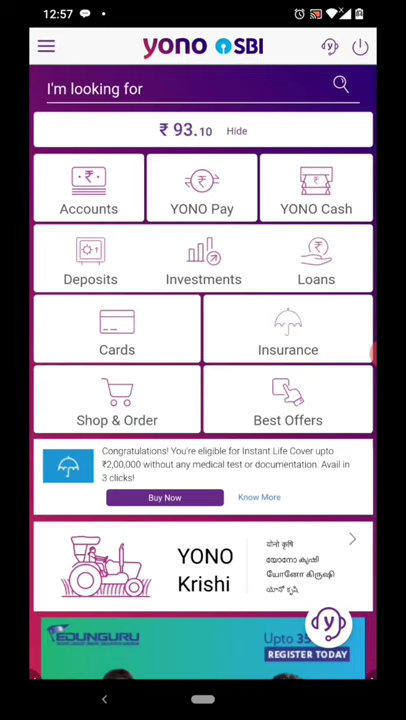 12:57
yono SBI
I'm looking for
₹ 93.10 Hide
Accounts
YONO Pay
YONO Cash
Deposits
Investments
Loans
Cards
Insurance
Shop & Order
Best Offers
Congratulations! You're eligible for Instant Life Cover upto
₹2,00,000 without any medical test or documentation. Avail in
3 clicks!
Buy Now
Know More
YONO
Krishi
योनो कृषि
യോനോ കൃഷി
யோனோ கிருஷி
యోనో కృషి
EDUNGURU
Upto
REGISTER TODAY